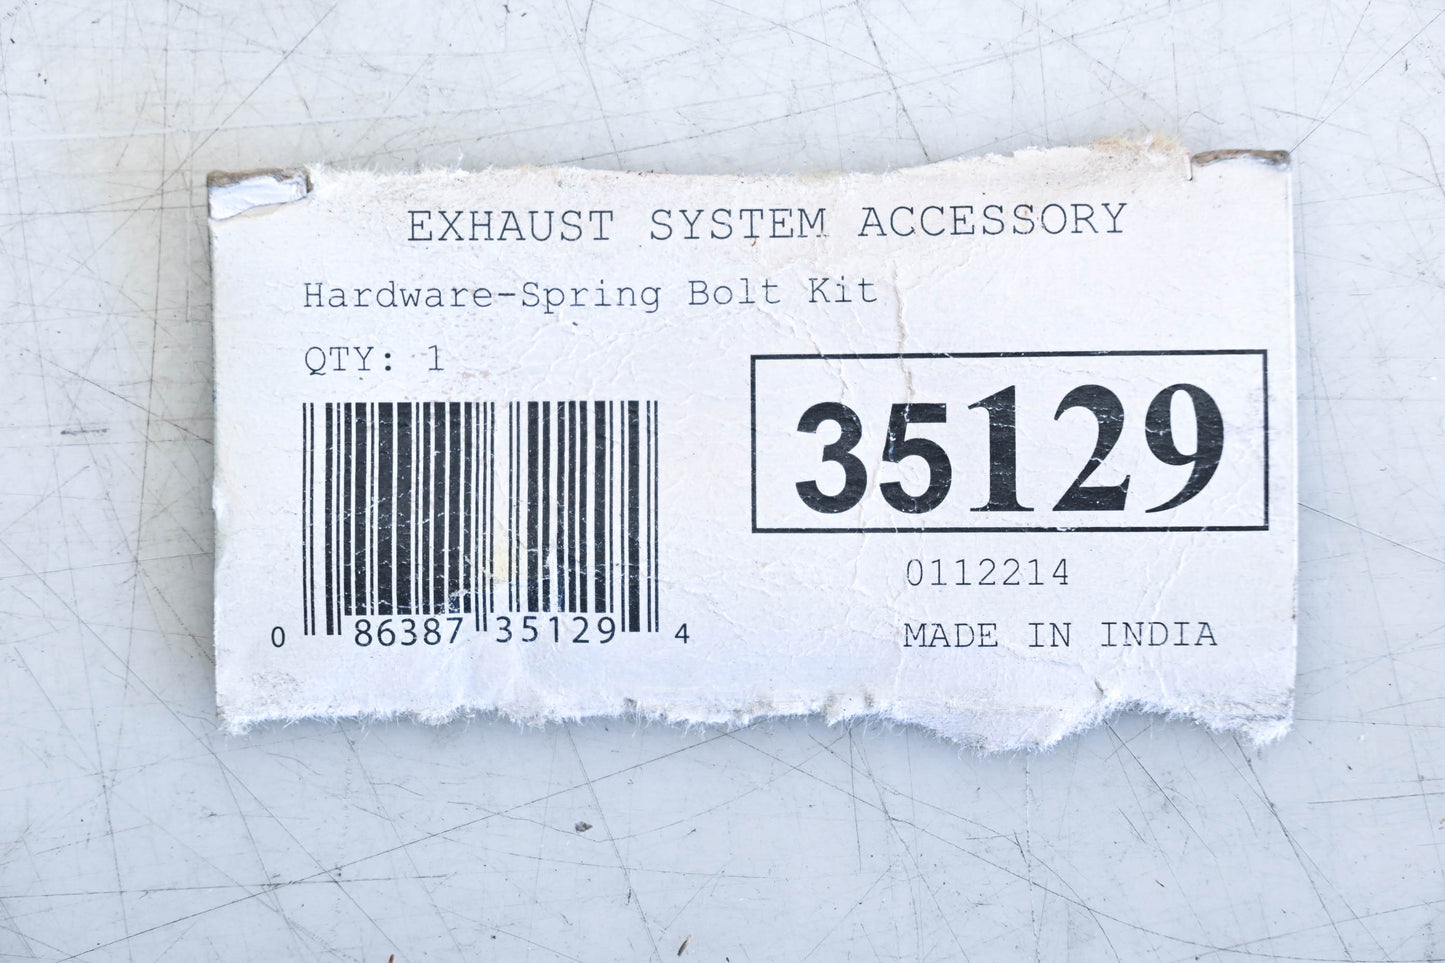 EXHAUST SYSTEM ACCESSORY
Hardware-Spring Bolt Kit
QTY: 1
35129
0 86387 35129 4
0112214
MADE IN INDIA